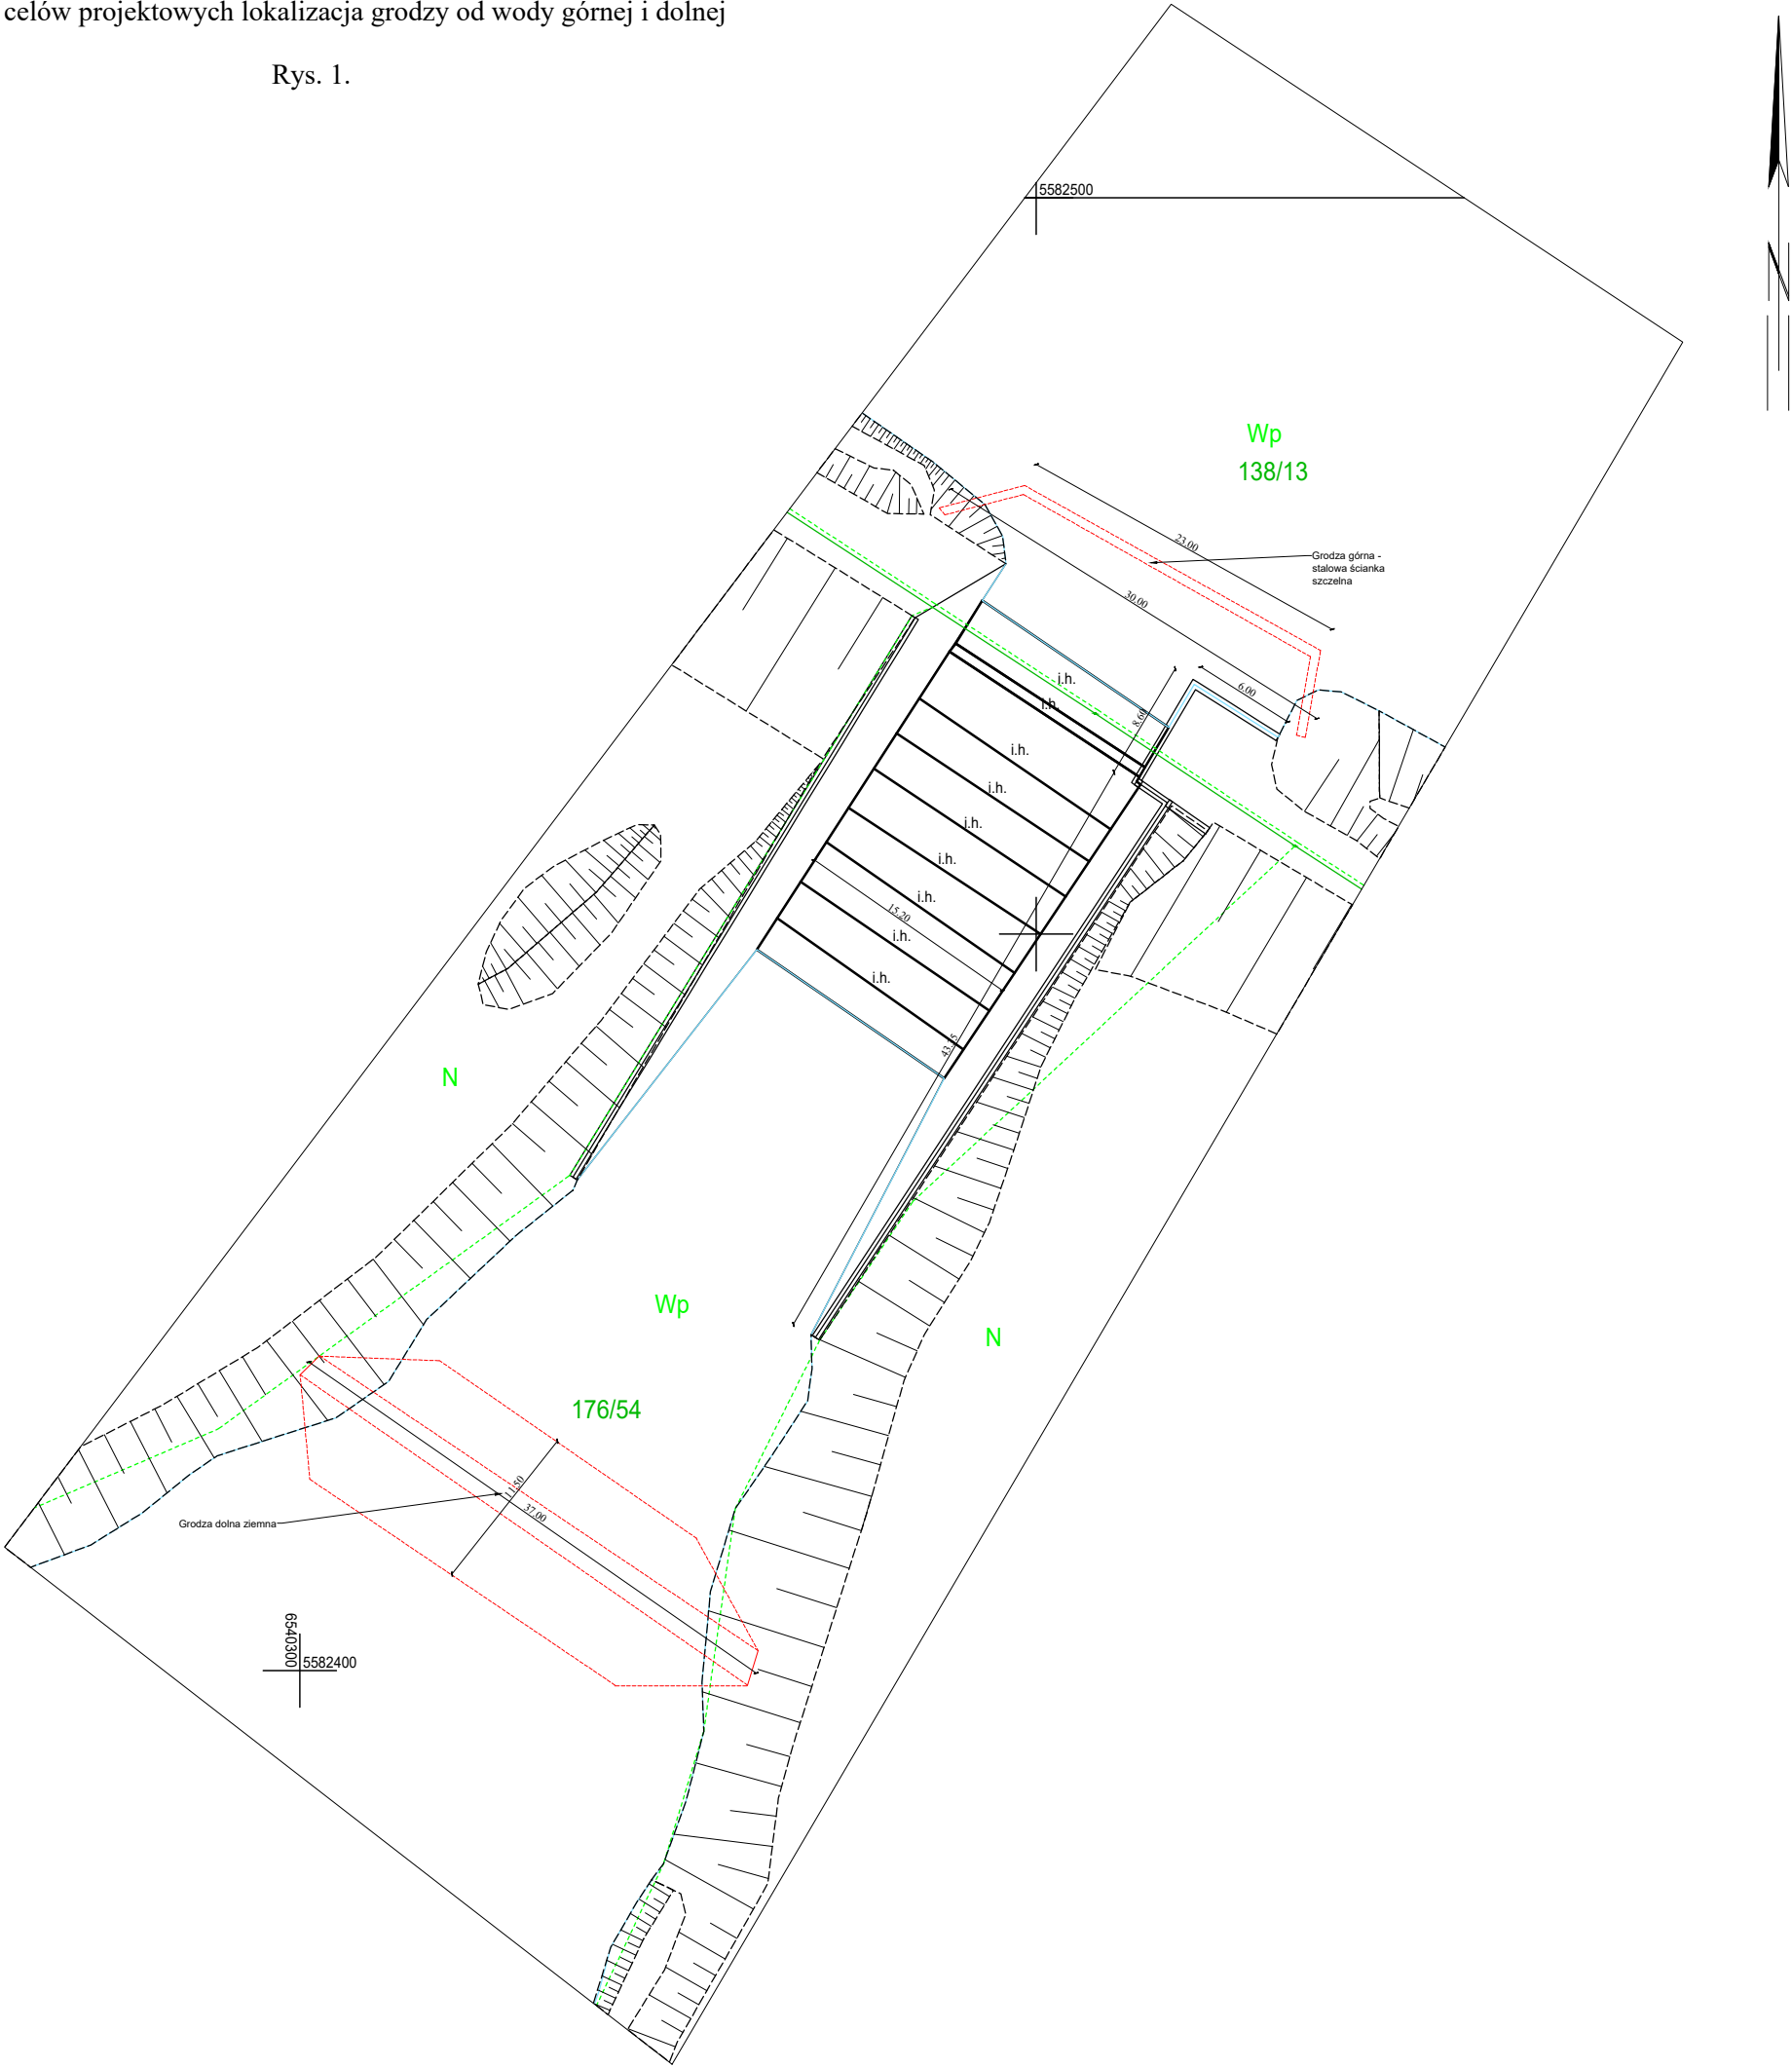 celów projektowych lokalizacja grodzy od wody górnej i dolnej
Rys. 1.
5582500
Wp
138/13
23.00
Grodza górna -
stalowa ścianka
szczelna
30.00
i.h.
6.00
i.h.
8.60
i.h.
i.h.
i.h.
i.h.
i.h.
15.20
i.h.
i.h.
N
Wp
N
176/54
11.50
37.00
Grodza dolna ziemna
6540300
5582400